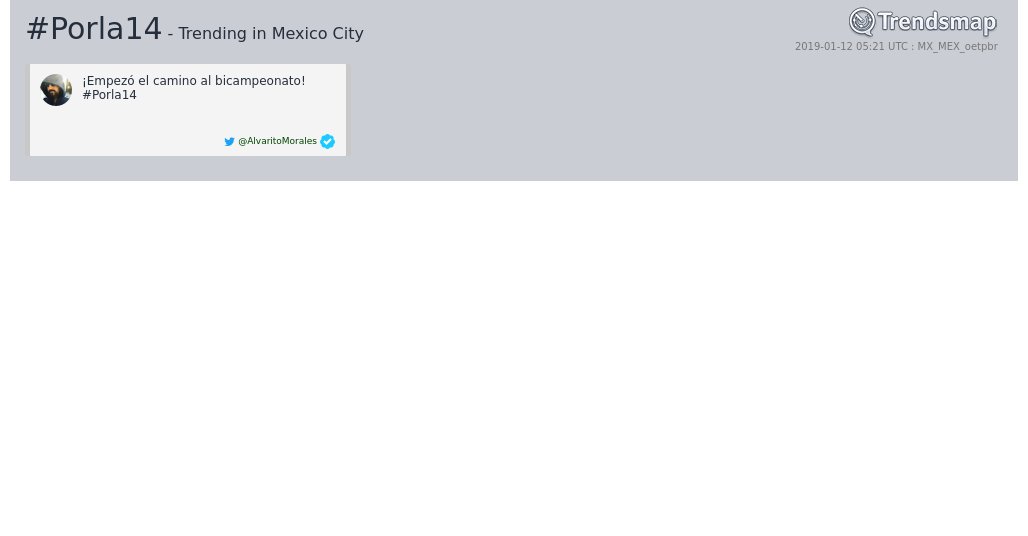 #Porla14 - Trending in Mexico City
Trendsmap
2019-01-12 05:21 UTC : MX_MEX_oetpbr
¡Empezó el camino al bicampeonato!
#Porla14
@AlvaritoMorales